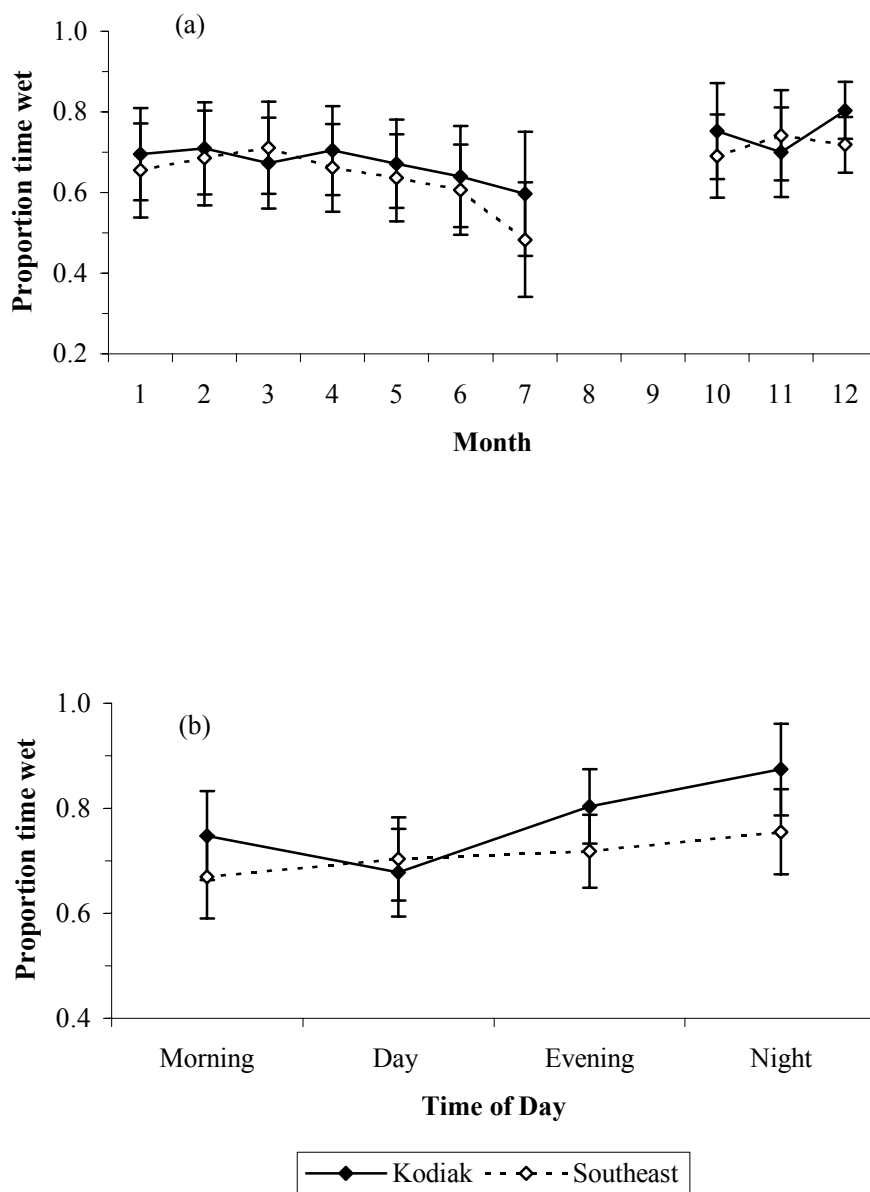 (a)
1.0
0.8
0.6
0.4
0.2
Proportion time wet
1 2 3 4 5 6 7 8 9 10 11 12
Month
(b)
1.0
0.8
0.6
0.4
Proportion time wet
Morning Day Evening Night
Time of Day
Kodiak Southeast